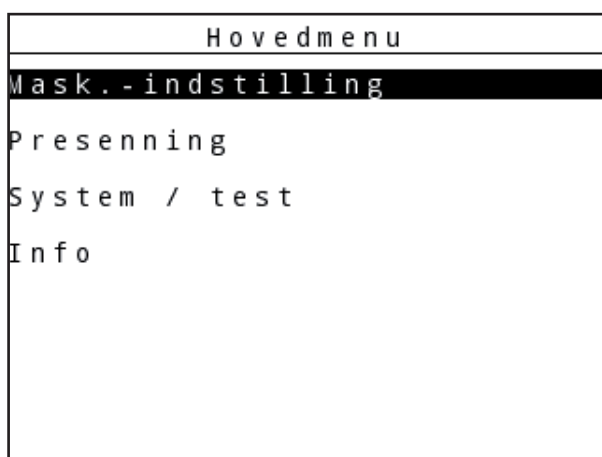 Hovedmenu
Mask.-indstilling
Presenning
System / test
Info